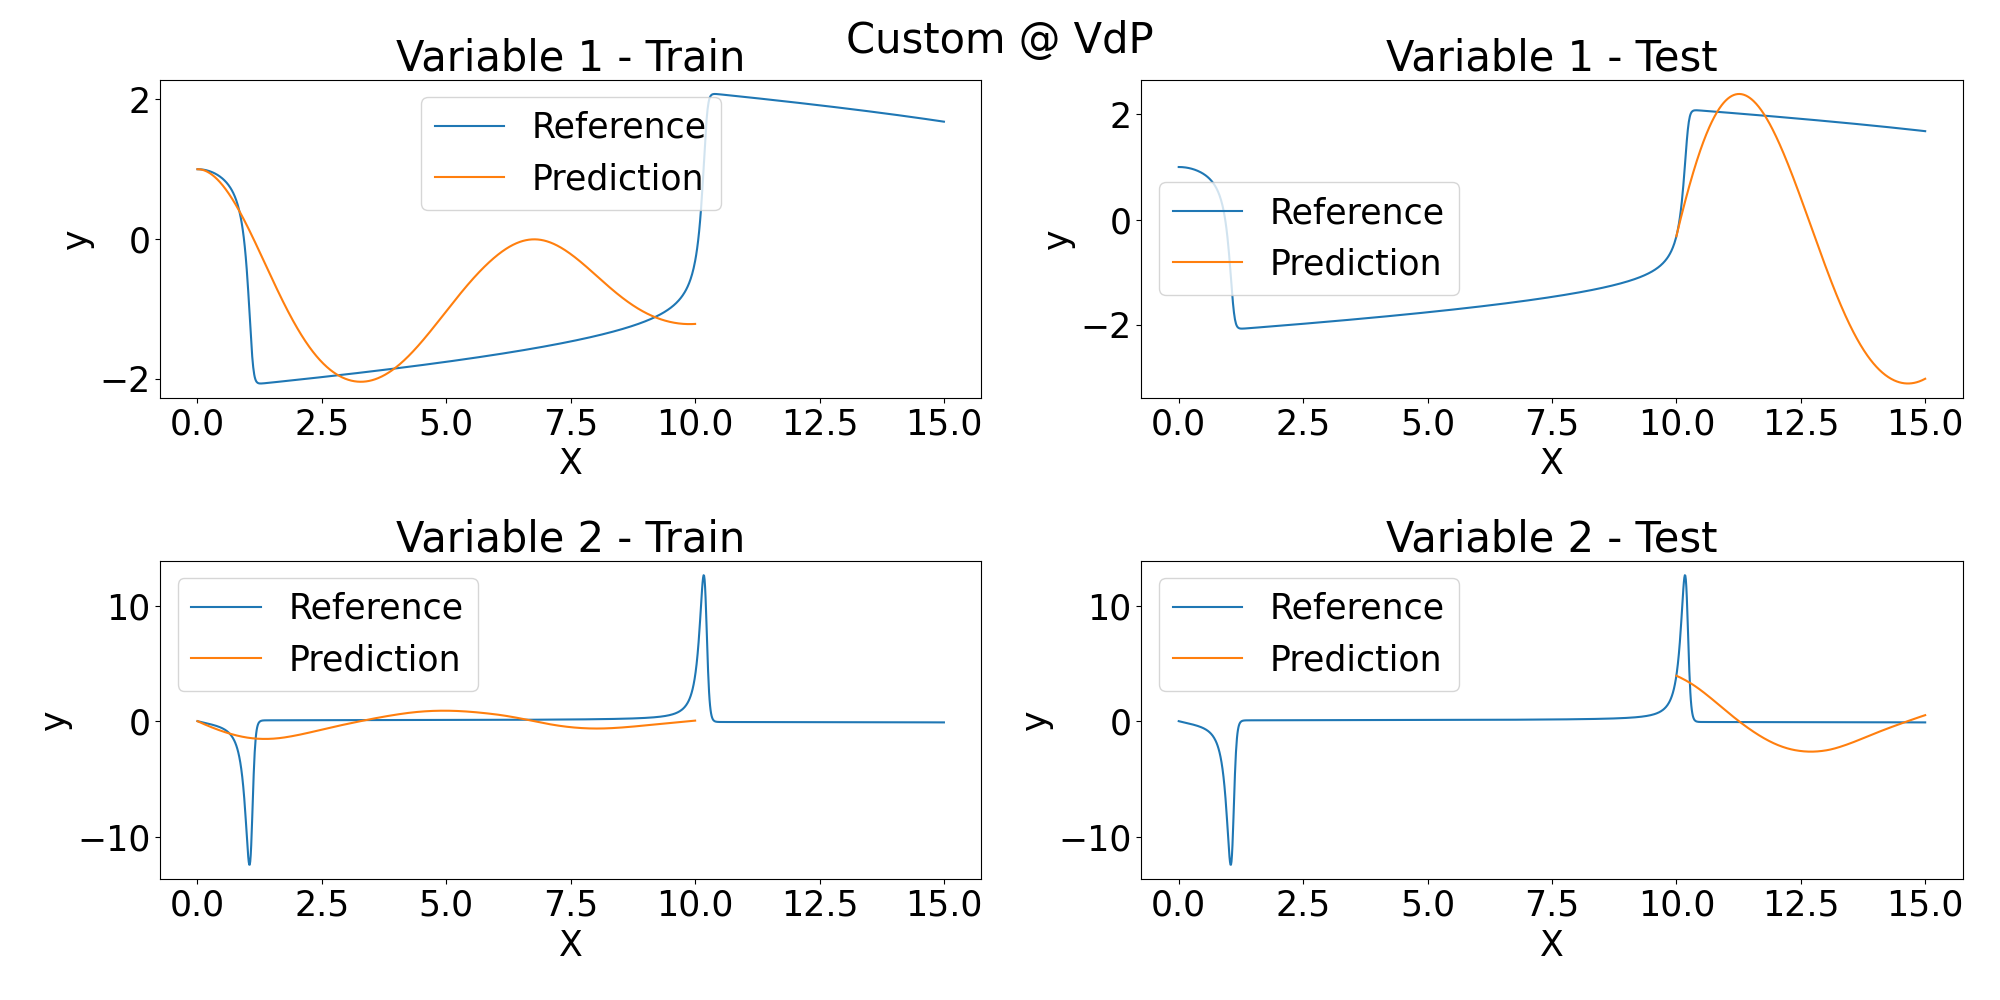 Custom @ VdP
Variable 1 - Train
2
0
−2
y
Reference
Prediction
0.0 2.5 5.0 7.5 10.0 12.5 15.0
X
Variable 1 - Test
2
0
−2
y
Reference
Prediction
0.0 2.5 5.0 7.5 10.0 12.5 15.0
X
Variable 2 - Train
10
0
−10
y
Reference
Prediction
0.0 2.5 5.0 7.5 10.0 12.5 15.0
X
Variable 2 - Test
10
0
−10
y
Reference
Prediction
0.0 2.5 5.0 7.5 10.0 12.5 15.0
X